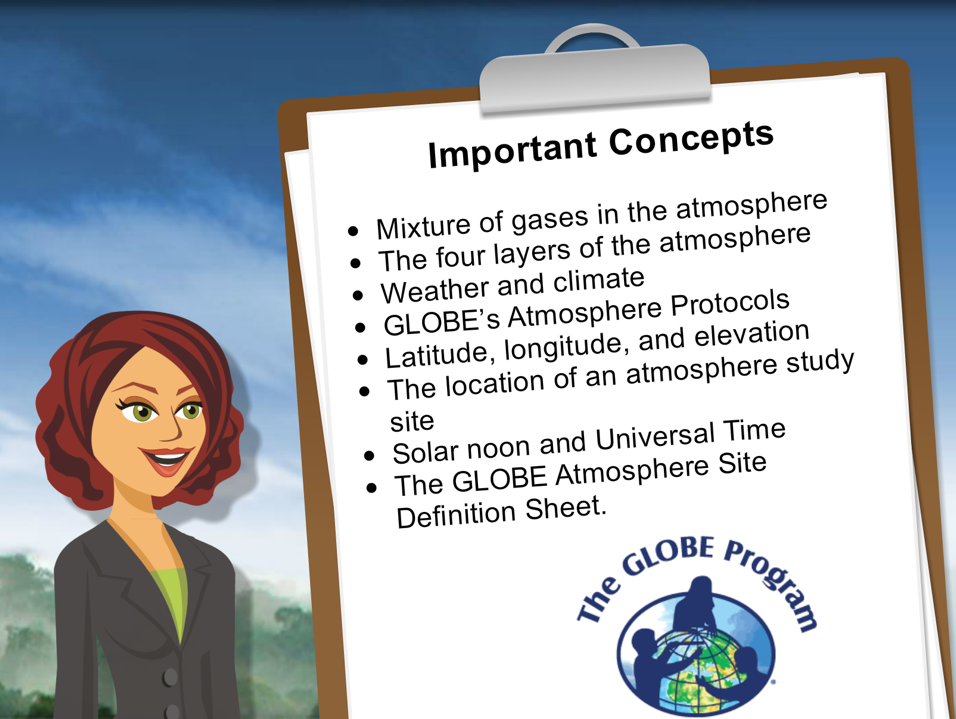 Important Concepts
• Mixture of gases in the atmosphere
• The four layers of the atmosphere
• Weather and climate
• GLOBE’s Atmosphere Protocols
• Latitude, longitude, and elevation
• The location of an atmosphere study
site
• Solar noon and Universal Time
• The GLOBE Atmosphere Site
Definition Sheet.
The GLOBE Program